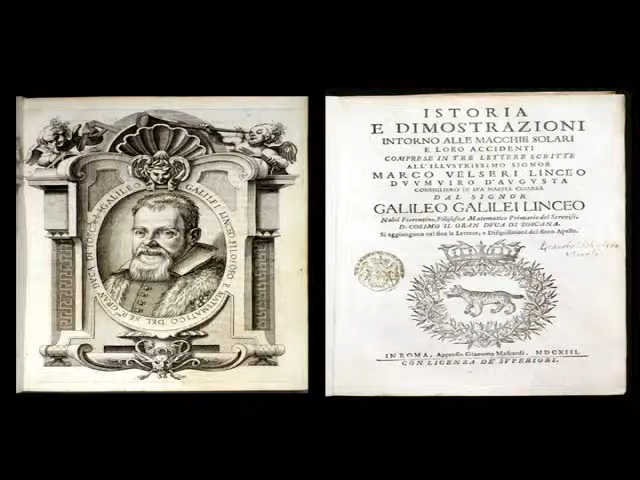 GALILEO GALILEI LINCEO FILOSOFO E MATEMATICO DEL SER.mo GRAN DVCA DI TOSCANA
ISTORIA
E DIMOSTRAZIONI
INTORNO ALLE MACCHIE SOLARI
E LORO ACCIDENTI
COMPRESE IN TRE LETTERE SCRITTE
ALL'ILLVSTRISSIMO SIGNOR
MARCO VELSERI LINCEO
DVVMVIRO D'AVGVSTA
CONSIGLIERO DI SVA MAESTA CESAREA
DAL SIGNOR
GALILEO GALILEI LINCEO
Nobil Fiorentino, Filosofo, e Matematico Primario del Sereniss.
D. COSIMO II. GRAN DVCA DI TOSCANA.
Si aggiungono nel fine le Lettere, e Disquisizioni del finto Apelle.
IN ROMA, Appresso Giacomo Mascardi. MDCXIII.
CON LICENZA DE' SVPERIORI.